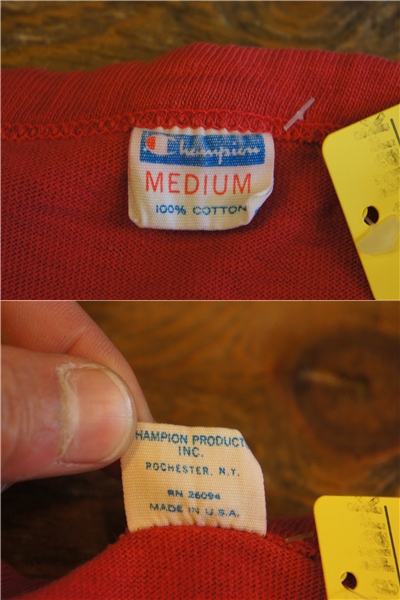 Champion
MEDIUM
100% COTTON
HAMPION PRODUCT
INC.
ROCHESTER, N.Y.
RN 26094
MADE IN U.S.A.